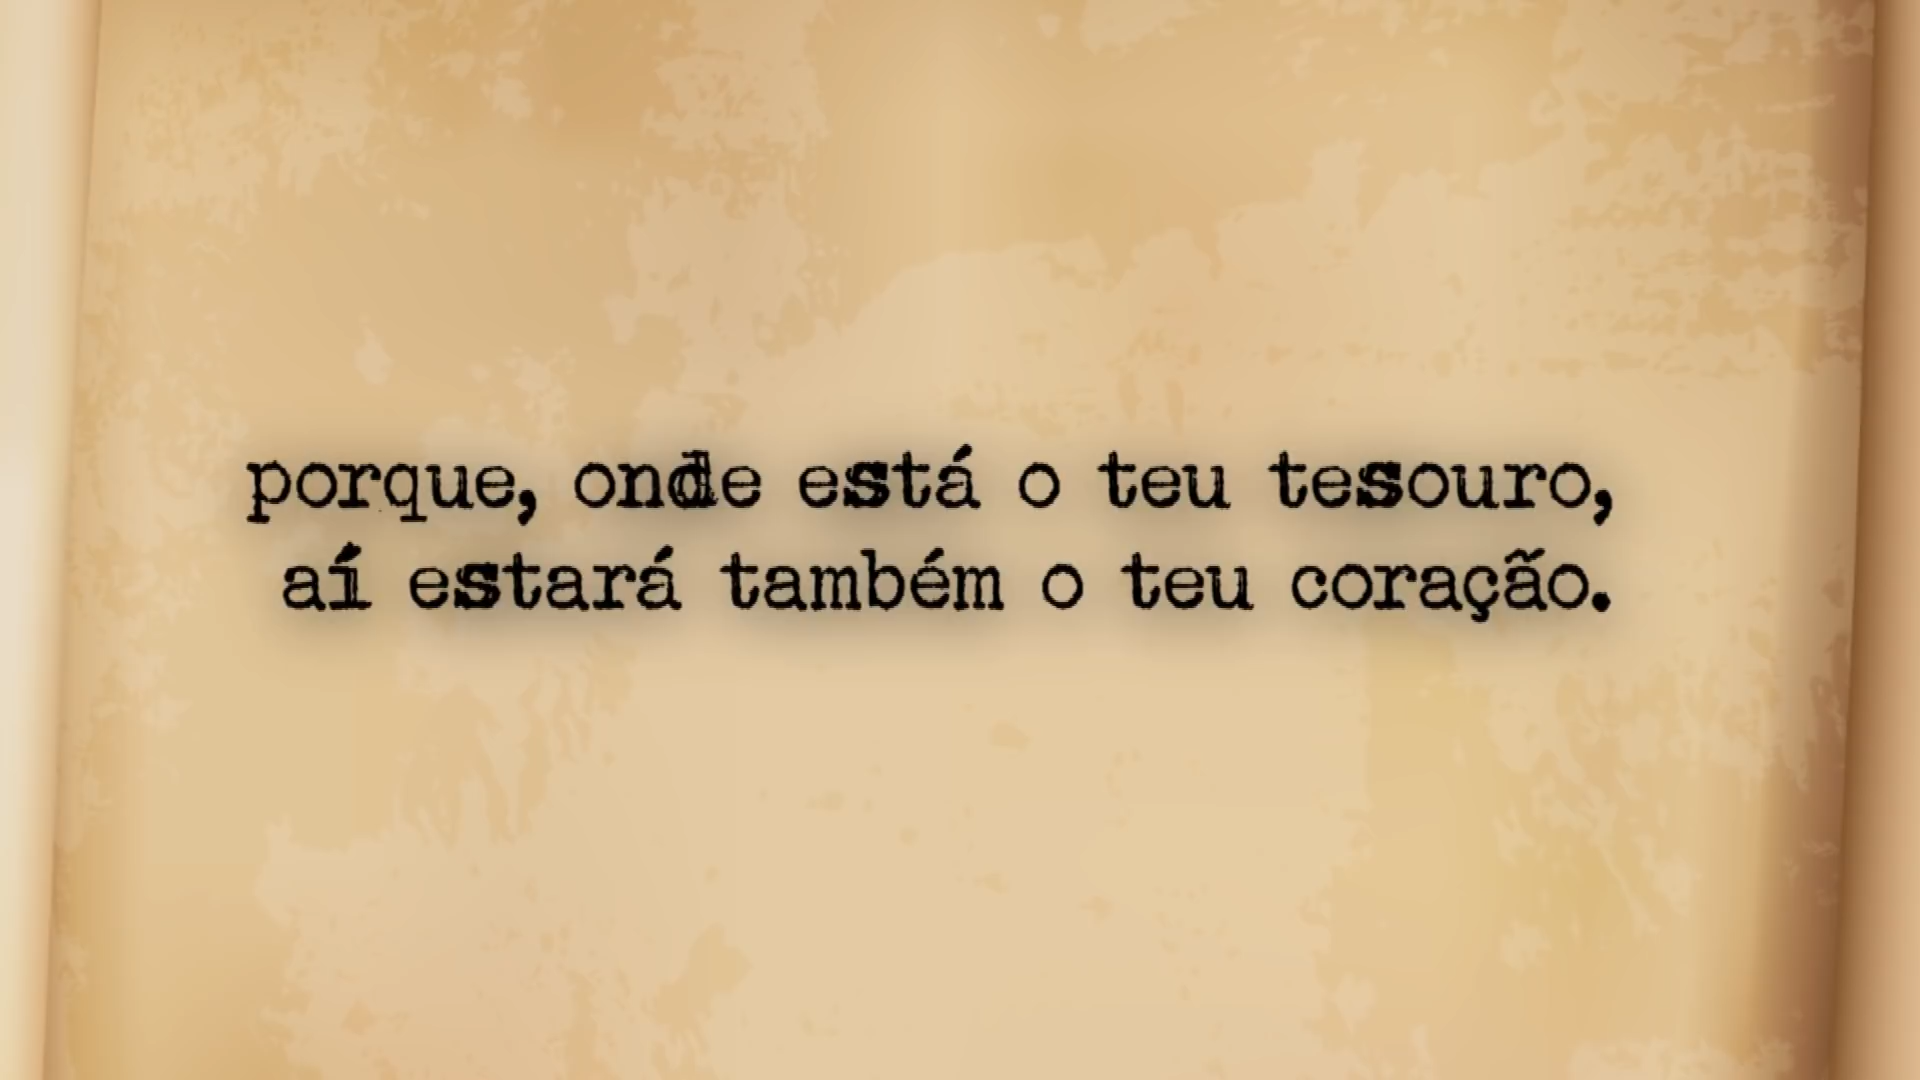 porque, onde está o teu tesouro,
aí estará também o teu coração.